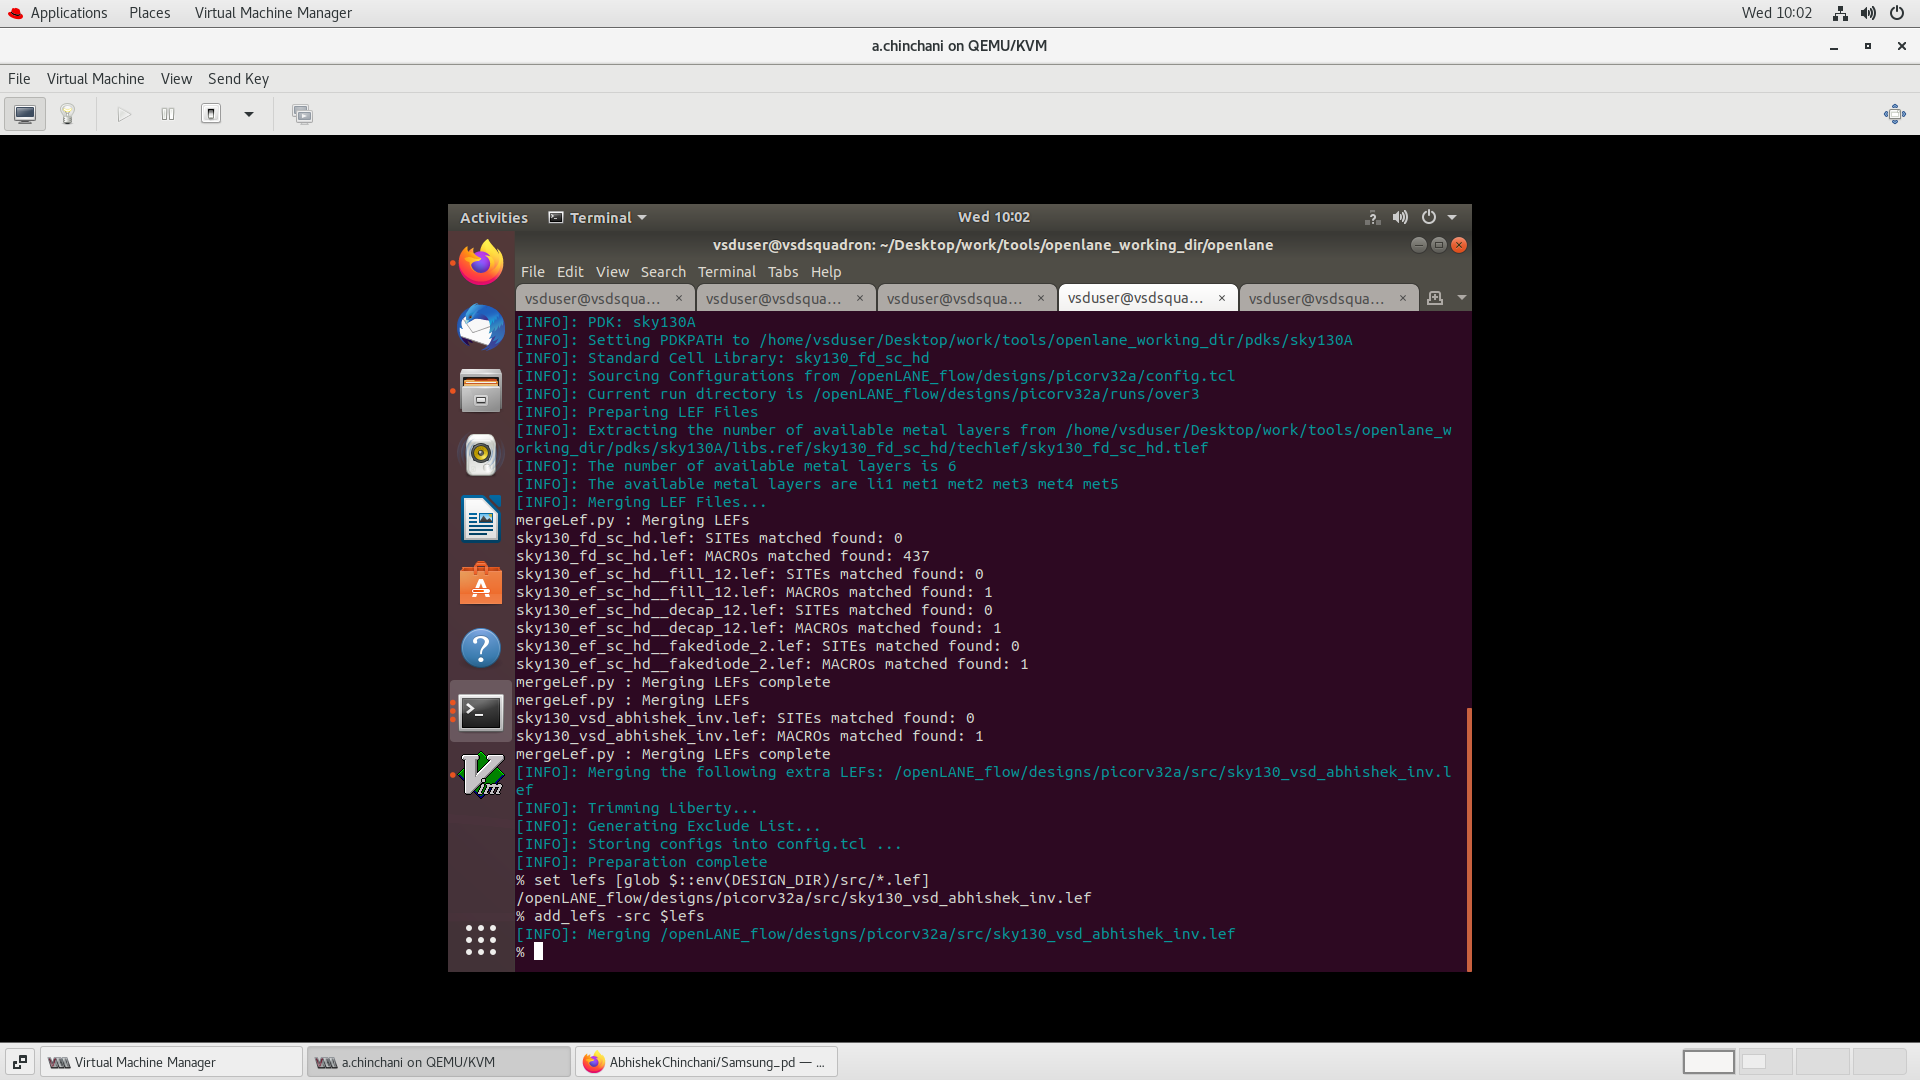 Applications Places Virtual Machine Manager Wed 10:02
a.chinchani on QEMU/KVM
File Virtual Machine View Send Key
Activities Terminal Wed 10:02
vsduser@vsdsquadron: ~/Desktop/work/tools/openlane_working_dir/openlane
File Edit View Search Terminal Tabs Help
vsduser@vsdsqua... × vsduser@vsdsqua... × vsduser@vsdsqua... × vsduser@vsdsqua... × vsduser@vsdsqua... ×
[INFO]: PDK: sky130A
[INFO]: Setting PDKPATH to /home/vsduser/Desktop/work/tools/openlane_working_dir/pdks/sky130A
[INFO]: Standard Cell Library: sky130_fd_sc_hd
[INFO]: Sourcing Configurations from /openLANE_flow/designs/picorv32a/config.tcl
[INFO]: Current run directory is /openLANE_flow/designs/picorv32a/runs/over3
[INFO]: Preparing LEF Files
[INFO]: Extracting the number of available metal layers from /home/vsduser/Desktop/work/tools/openlane_w
orking_dir/pdks/sky130A/libs.ref/sky130_fd_sc_hd/techlef/sky130_fd_sc_hd.tlef
[INFO]: The number of available metal layers is 6
[INFO]: The available metal layers are li1 met1 met2 met3 met4 met5
[INFO]: Merging LEF Files...
mergeLef.py : Merging LEFs
sky130_fd_sc_hd.lef: SITEs matched found: 0
sky130_fd_sc_hd.lef: MACROs matched found: 437
sky130_ef_sc_hd__fill_12.lef: SITEs matched found: 0
sky130_ef_sc_hd__fill_12.lef: MACROs matched found: 1
sky130_ef_sc_hd__decap_12.lef: SITEs matched found: 0
sky130_ef_sc_hd__decap_12.lef: MACROs matched found: 1
sky130_ef_sc_hd__fakediode_2.lef: SITEs matched found: 0
sky130_ef_sc_hd__fakediode_2.lef: MACROs matched found: 1
mergeLef.py : Merging LEFs complete
mergeLef.py : Merging LEFs
sky130_vsd_abhishek_inv.lef: SITEs matched found: 0
sky130_vsd_abhishek_inv.lef: MACROs matched found: 1
mergeLef.py : Merging LEFs complete
[INFO]: Merging the following extra LEFs: /openLANE_flow/designs/picorv32a/src/sky130_vsd_abhishek_inv.l
ef
[INFO]: Trimming Liberty...
[INFO]: Generating Exclude List...
[INFO]: Storing configs into config.tcl ...
[INFO]: Preparation complete
% set lefs [glob $::env(DESIGN_DIR)/src/*.lef]
/openLANE_flow/designs/picorv32a/src/sky130_vsd_abhishek_inv.lef
% add_lefs -src $lefs
[INFO]: Merging /openLANE_flow/designs/picorv32a/src/sky130_vsd_abhishek_inv.lef
%
Virtual Machine Manager a.chinchani on QEMU/KVM AbhishekChinchani/Samsung_pd — ...